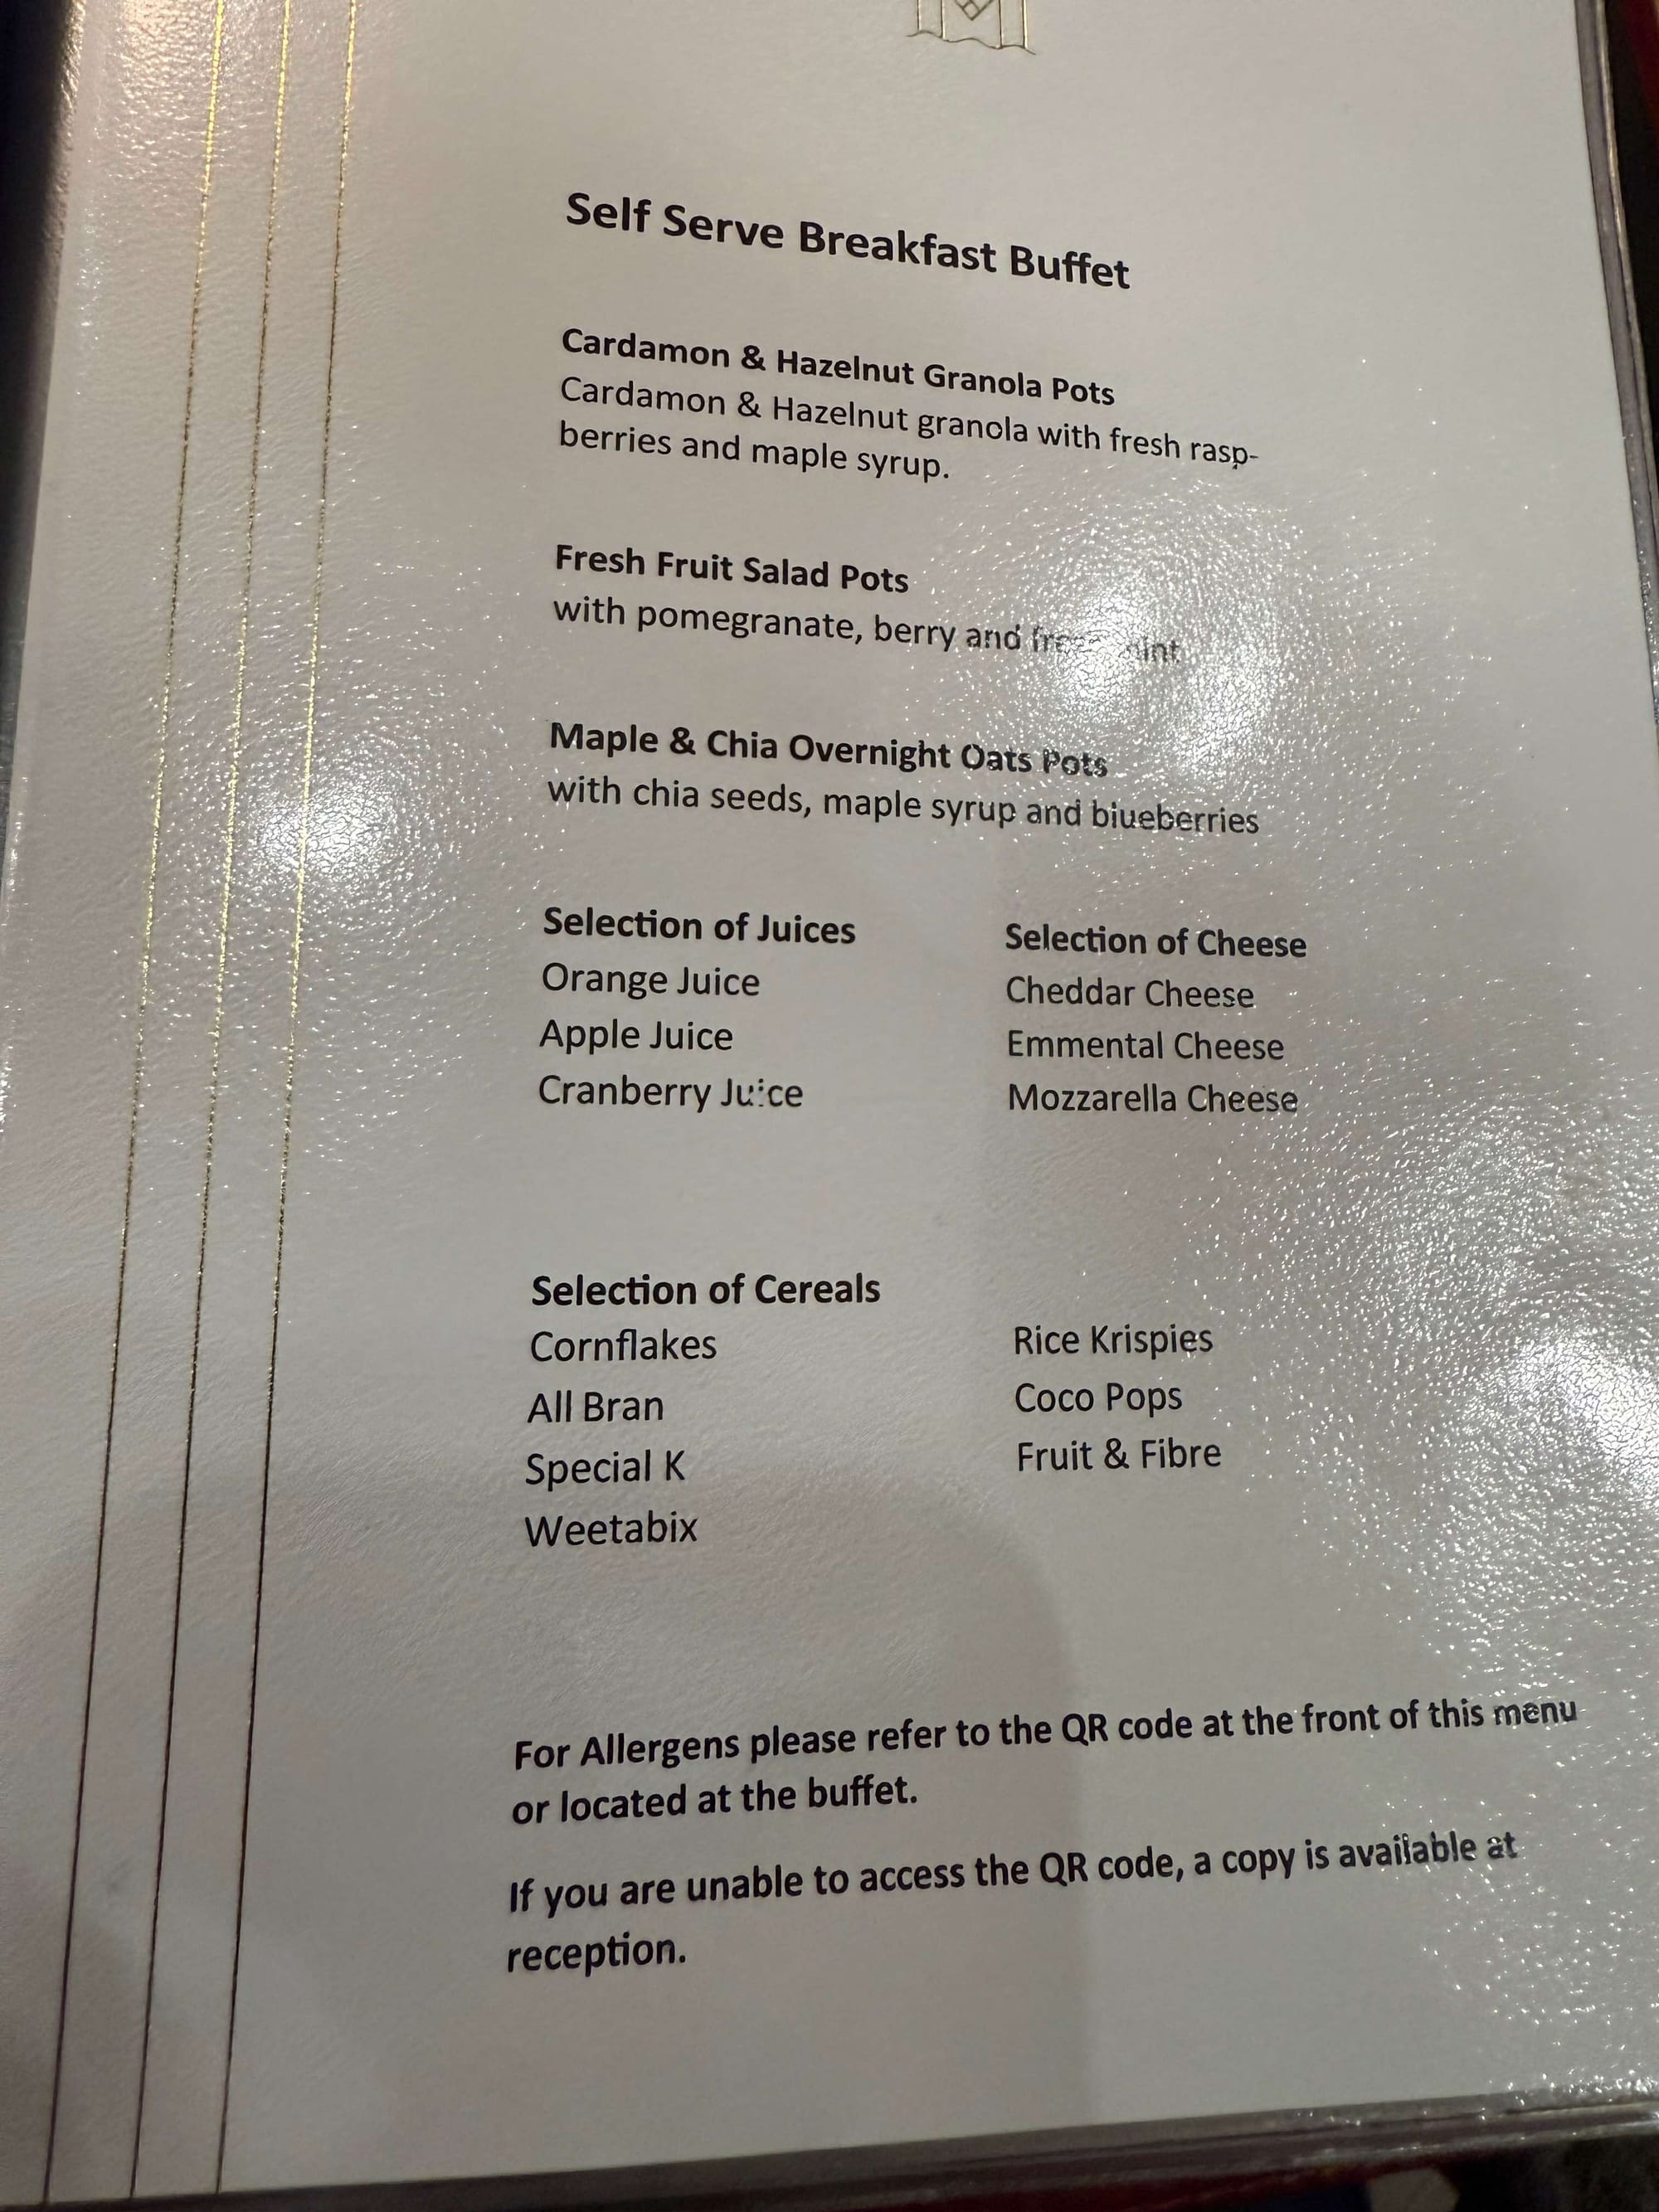 Self Serve Breakfast Buffet
Cardamon & Hazelnut Granola Pots
Cardamon & Hazelnut granola with fresh rasp-
berries and maple syrup.
Fresh Fruit Salad Pots
with pomegranate, berry and
Maple & Chia Overnight Oats Pots
with chia seeds, maple syrup and blueberries
Selection of Juices
Orange Juice
Apple Juice
Cranberry Juice
Selection of Cheese
Cheddar Cheese
Emmental Cheese
Mozzarella Cheese
Selection of Cereals
Cornflakes
All Bran
Special K
Weetabix
Rice Krispies
Coco Pops
Fruit & Fibre
For Allergens please refer to the QR code at the front of this menu
or located at the buffet.
If you are unable to access the QR code, a copy is available at
reception.